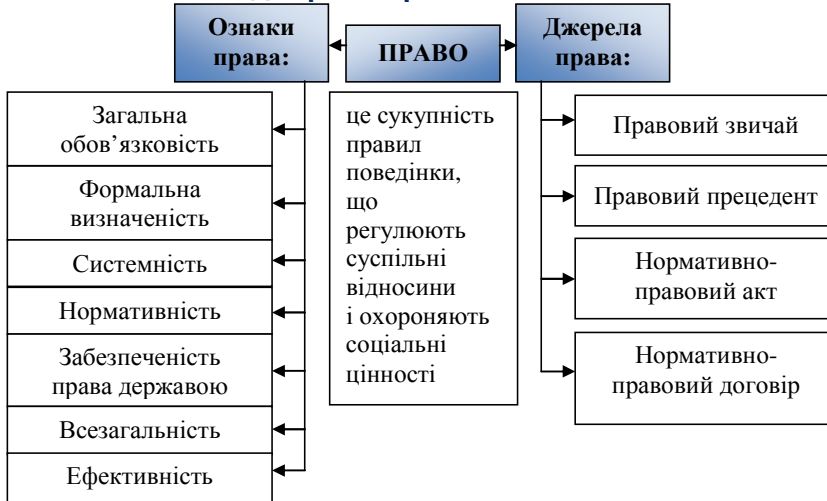 Ознаки
права:
ПРАВО
Джерела
права:
Загальна
обов’язковість
Формальна
визначеність
Системність
Нормативність
Забезпеченість
права державою
Всезагальність
Ефективність
це сукупність
правил
поведінки,
що
регулюють
суспільні
відносини
і охороняють
соціальні
цінності
Правовий звичай
Правовий прецедент
Нормативно-
правовий акт
Нормативно-
правовий договір